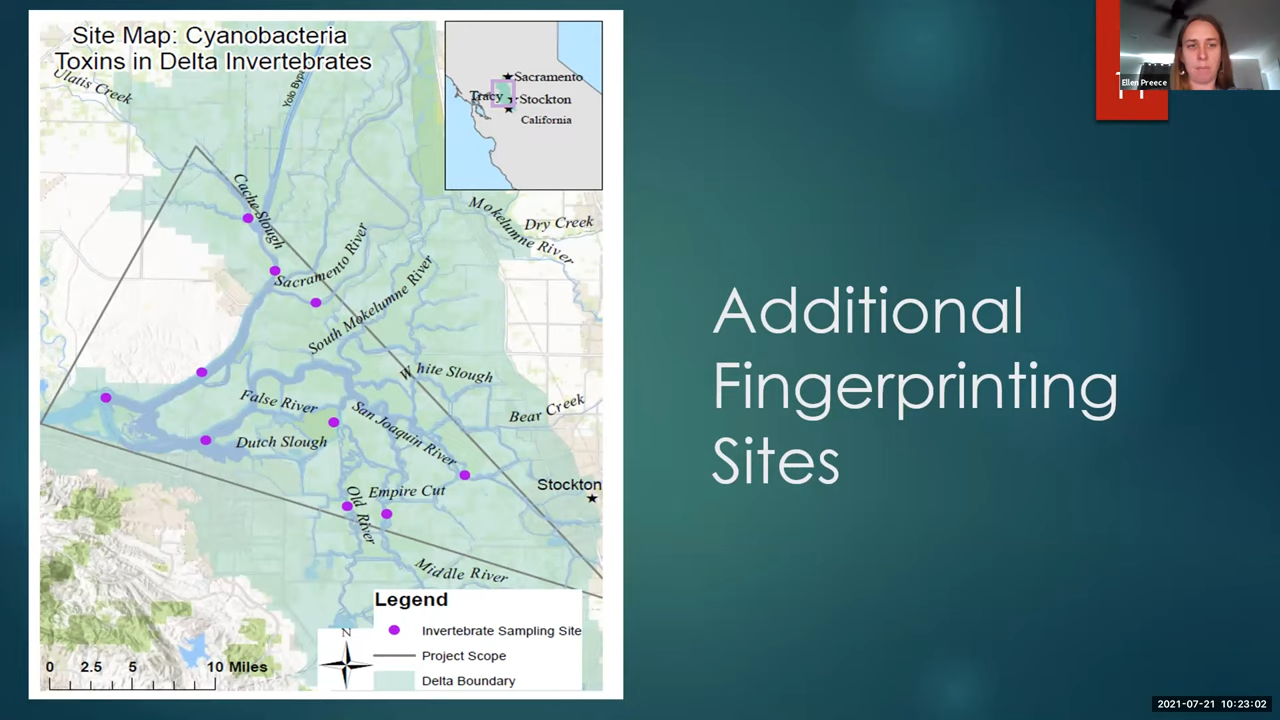 Site Map: Cyanobacteria
Toxins in Delta Invertebrates
Ulatis Creek
Yolo Byp
Sacramento
Tracy
Stockton
California
Cache Slough
Mokelumne River
Dry Creek
Sacramento River
South Mokelumne River
White Slough
False River
San Joaquin River
Bear Creek
Dutch Slough
Stockton
Empire Cut
Old River
Middle River
Legend
Invertebrate Sampling Site
Project Scope
Delta Boundary
N
0 2.5 5 10 Miles
Additional
Fingerprinting
Sites
Ellen Preece
2021-07-21 10:23:02